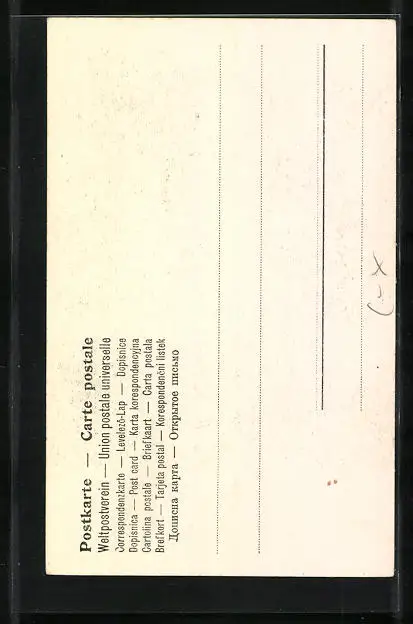 Postkarte — Carte postale
Weltpostverein — Union postale universelle
Correspondenzkarte — Levelező-Lap — Dopisnice
Dopisnica — Post card — Karta korespondencyjna
Cartolina postale — Briefkaart — Carta postala
Brefkort — Tarjeta postal — Korespondenční lístek
Дописна карта — Открытое письмо